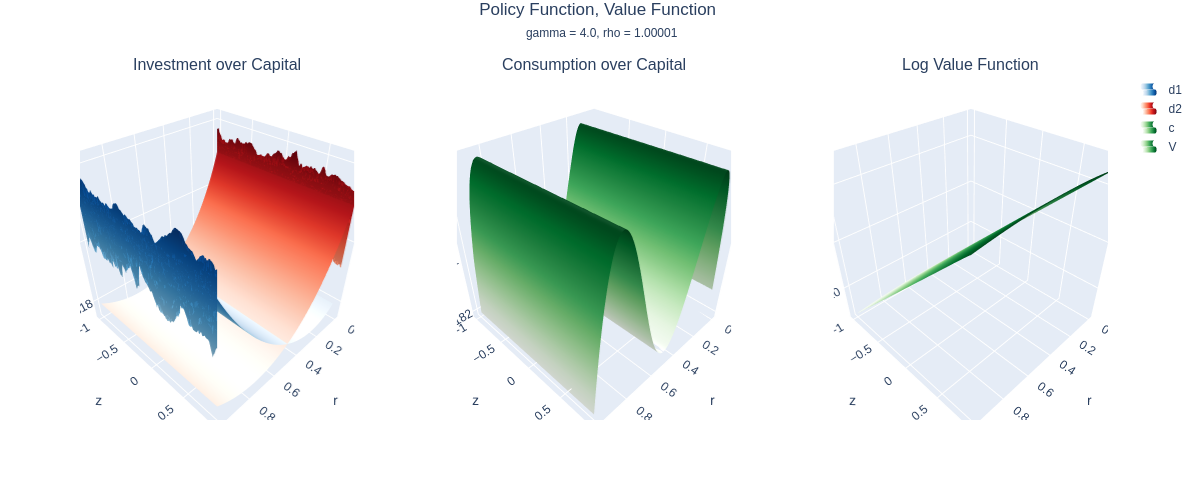 Policy Function, Value Function
gamma = 4.0, rho = 1.00001
Investment over Capital
Consumption over Capital
Log Value Function
d1
d2
c
V
−1
−0.5
0
0.5
z
0.2
0.4
0.6
0.8
r
−1
−0.5
0
0.5
z
0
0.2
0.4
0.6
0.8
r
−1
−0.5
0
0.5
z
0
0.2
0.4
0.6
0.8
r